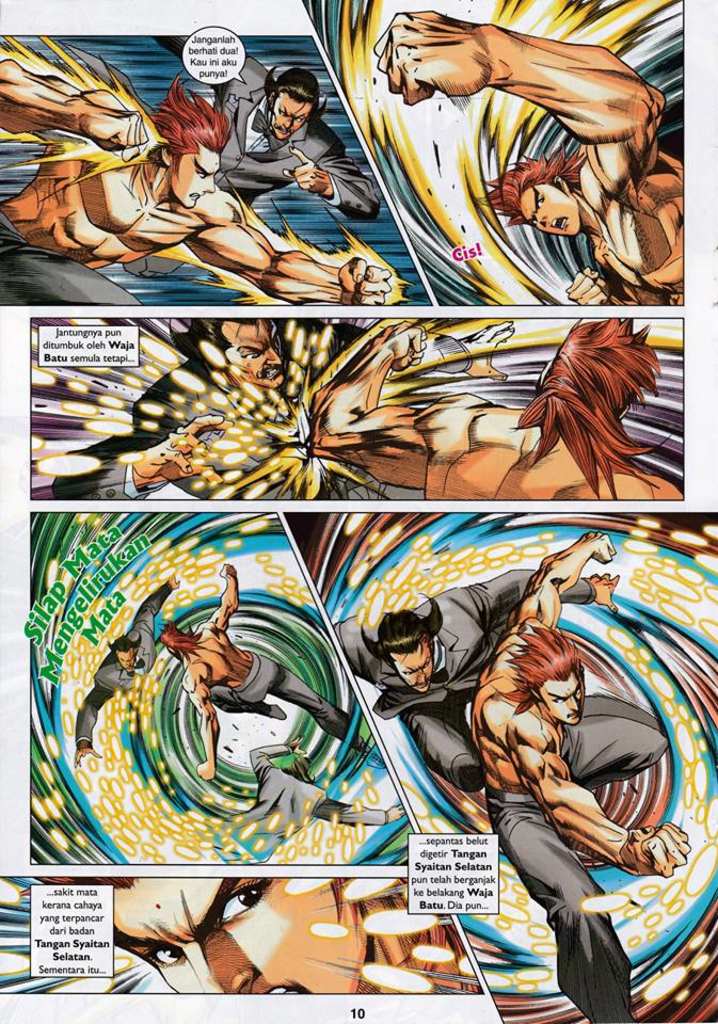 Janganlah
berhati dua!
Kau ini aku
punya!
Cis!
Jantungnya pun
ditumbuk oleh Waja
Batu semula tetapi...
Silap Mata
Mengelirukan
Mata
...sepantas belut
digetir Tangan
Syaitan Selatan
pun telah berganjak
ke belakang Waja
Batu. Dia pun...
...sakit mata
kerana cahaya
yang terpancar
dari badan
Tangan Syaitan
Selatan.
Sementara itu...
10